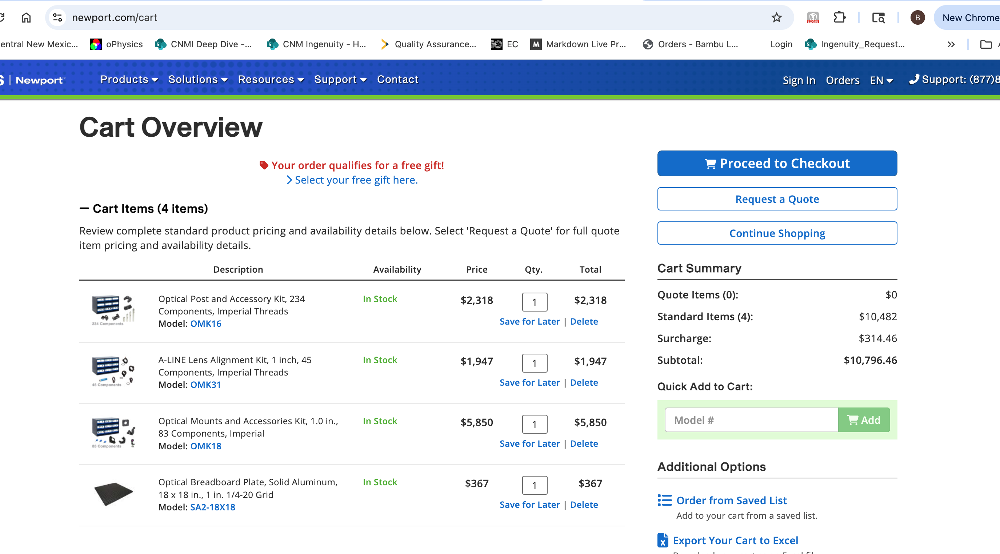 newport.com/cart
LOGIN
B
New Chrome
entral New Mexic...
oPhysics
CNMI Deep Dive -...
CNM Ingenuity - H...
Quality Assurance...
EC
Markdown Live Pr...
Orders - Bambu L...
Login
Ingenuity_Request...
Newport™
Products
Solutions
Resources
Support
Contact
Sign In
Orders
EN
Support: (877)8
Cart Overview
Your order qualifies for a free gift!
Select your free gift here.
Cart Items (4 items)
Review complete standard product pricing and availability details below. Select 'Request a Quote' for full quote
item pricing and availability details.
Description Availability Price Qty. Total
Optical Post and Accessory Kit, 234
Components, Imperial Threads
Model: OMK16
234 Components
In Stock
$2,318
1
$2,318
Save for Later | Delete
A-LINE Lens Alignment Kit, 1 inch, 45
Components, Imperial Threads
Model: OMK31
45 Components
In Stock
$1,947
1
$1,947
Save for Later | Delete
Optical Mounts and Accessories Kit, 1.0 in.,
83 Components, Imperial
Model: OMK18
83 Components
In Stock
$5,850
1
$5,850
Save for Later | Delete
Optical Breadboard Plate, Solid Aluminum,
18 x 18 in., 1 in. 1/4-20 Grid
Model: SA2-18X18
In Stock
$367
1
$367
Save for Later | Delete
Proceed to Checkout
Request a Quote
Continue Shopping
Cart Summary
Quote Items (0): $0
Standard Items (4): $10,482
Surcharge: $314.46
Subtotal: $10,796.46
Quick Add to Cart:
Model #
Add
Additional Options
Order from Saved List
Add to your cart from a saved list.
Export Your Cart to Excel